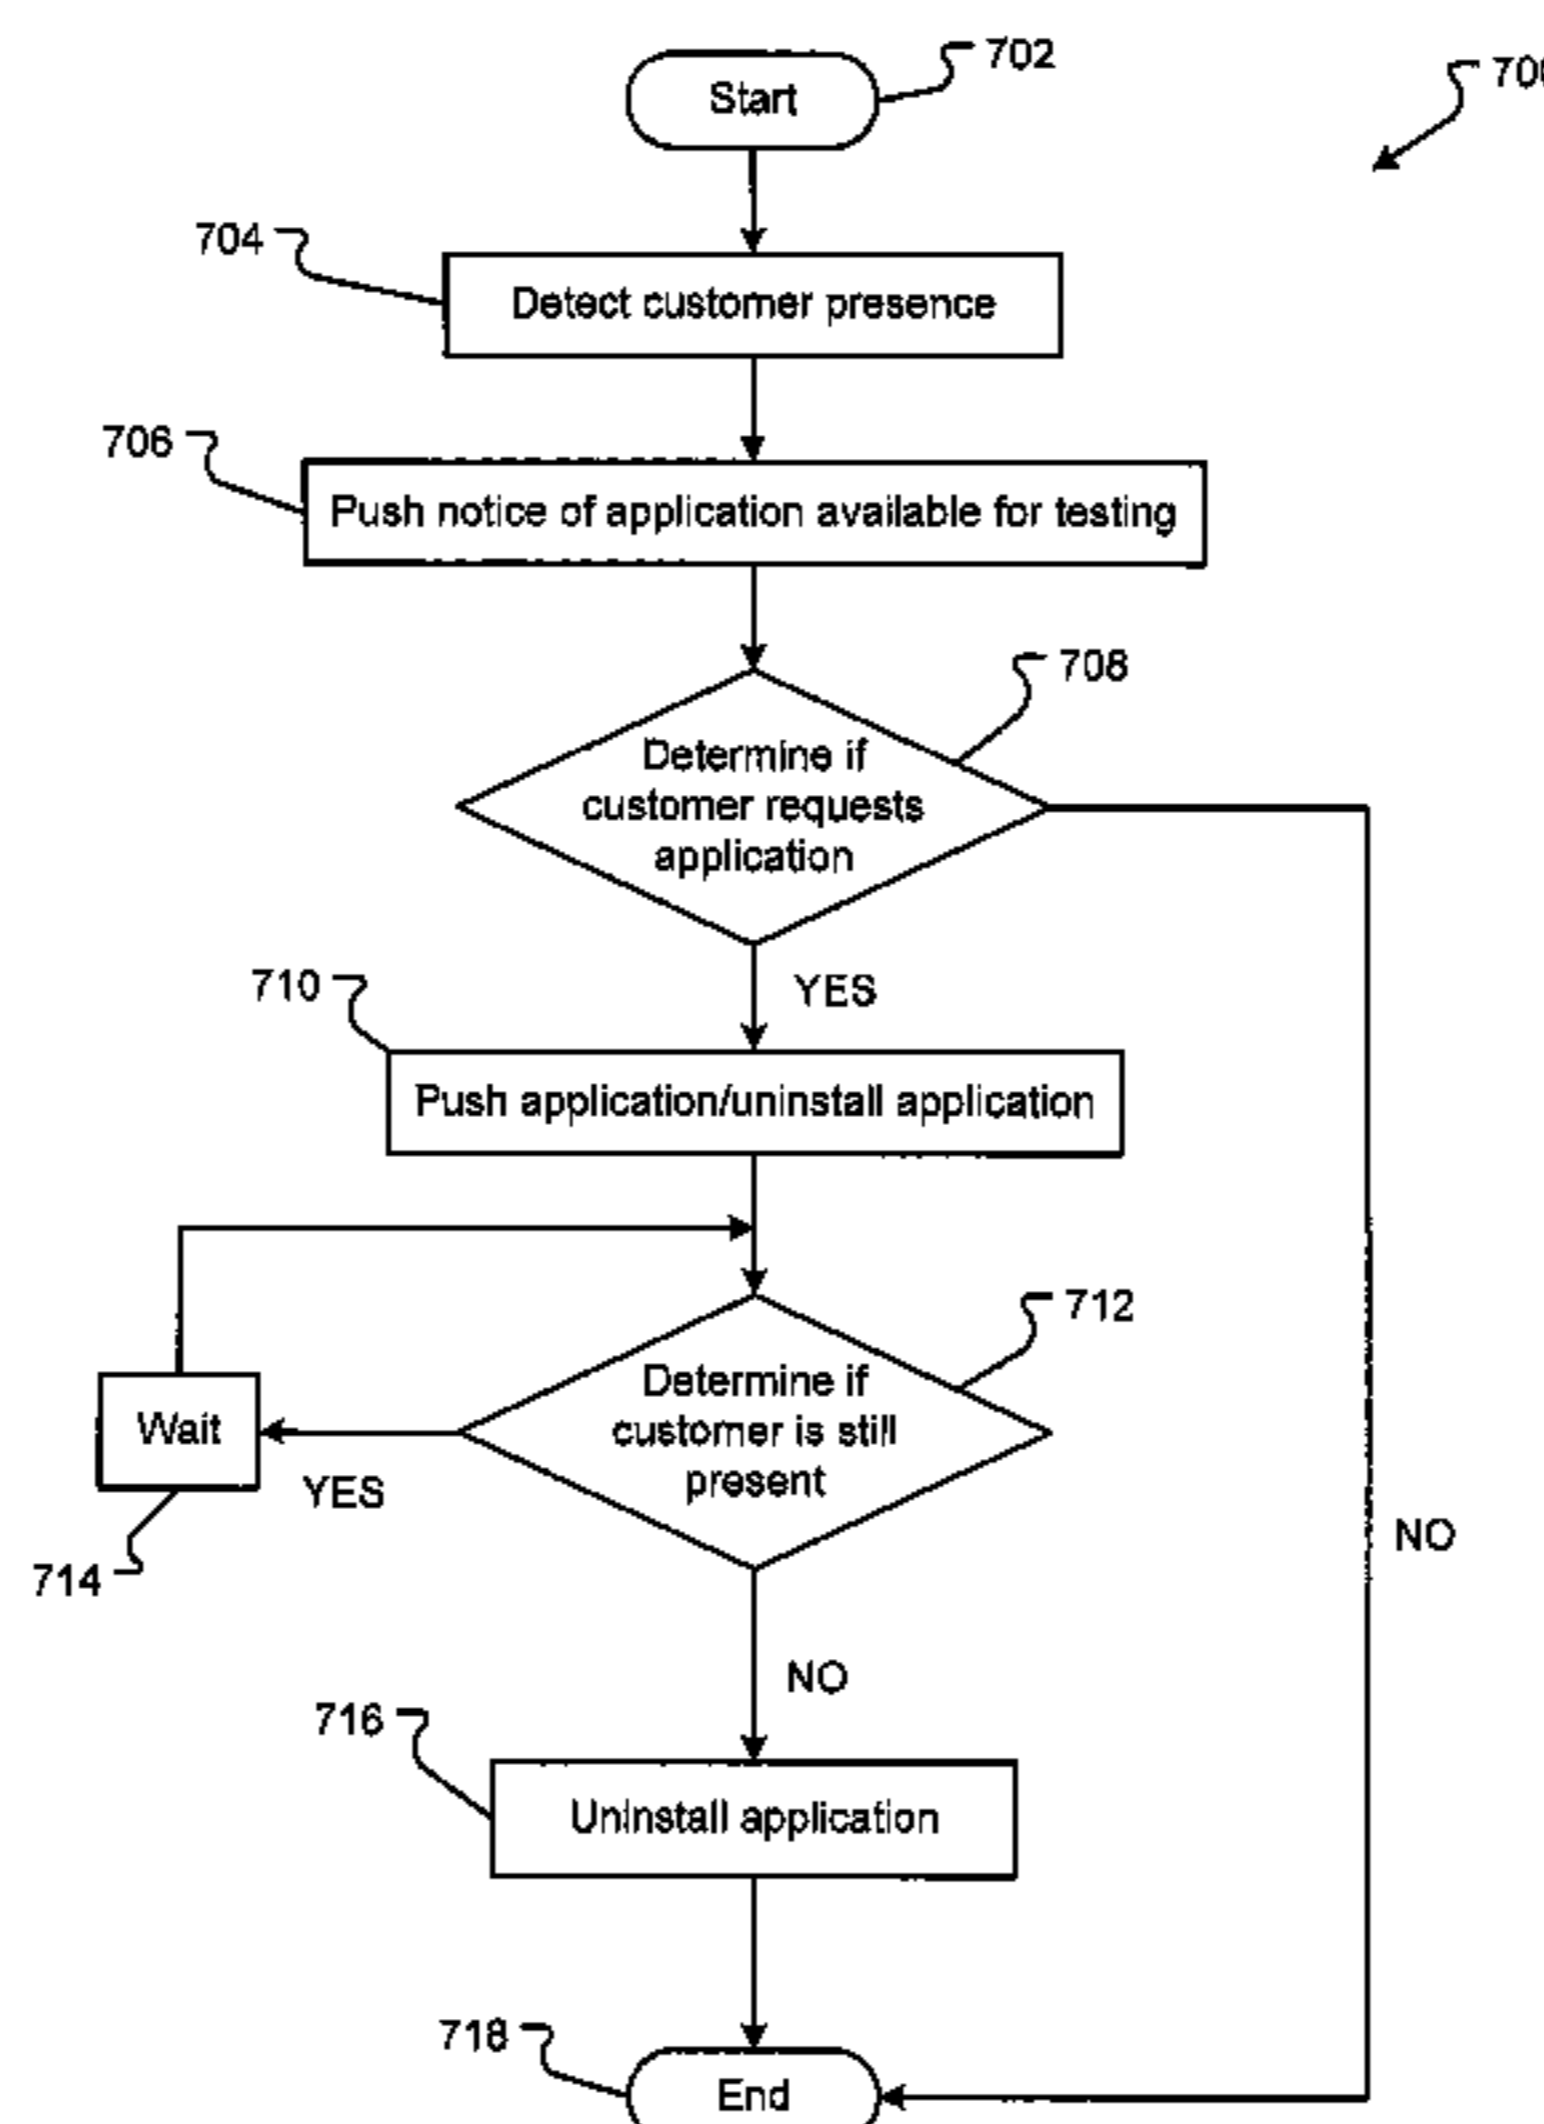 702
Start
700
704
Detect customer presence
706
Push notice of application available for testing
708
Determine if
customer requests
application
710
YES
Push application/uninstall application
712
Determine if
customer is still
present
Wait
YES
714
NO
NO
716
Uninstall application
718
End